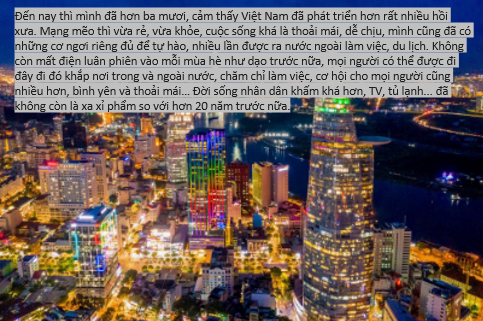 Đến nay thì mình đã hơn ba mươi, cảm thấy Việt Nam đã phát triển hơn rất nhiều hồi
xưa. Mạng mẽo thì vừa rẻ, vừa khỏe, cuộc sống khá là thoải mái, dễ chịu, mình cũng đã có
những cơ ngơi riêng đủ để tự hào, nhiều lần được ra nước ngoài làm việc, du lịch. Không
còn mất điện luân phiên vào mỗi mùa hè như dạo trước nữa, mọi người có thể được đi
đây đi đó khắp nơi trong và ngoài nước, chăm chỉ làm việc, cơ hội cho mọi người cũng
nhiều hơn, bình yên và thoải mái... Đời sống nhân dân khấm khá hơn, TV, tủ lạnh... đã
không còn là xa xỉ phẩm so với hơn 20 năm trước nữa.